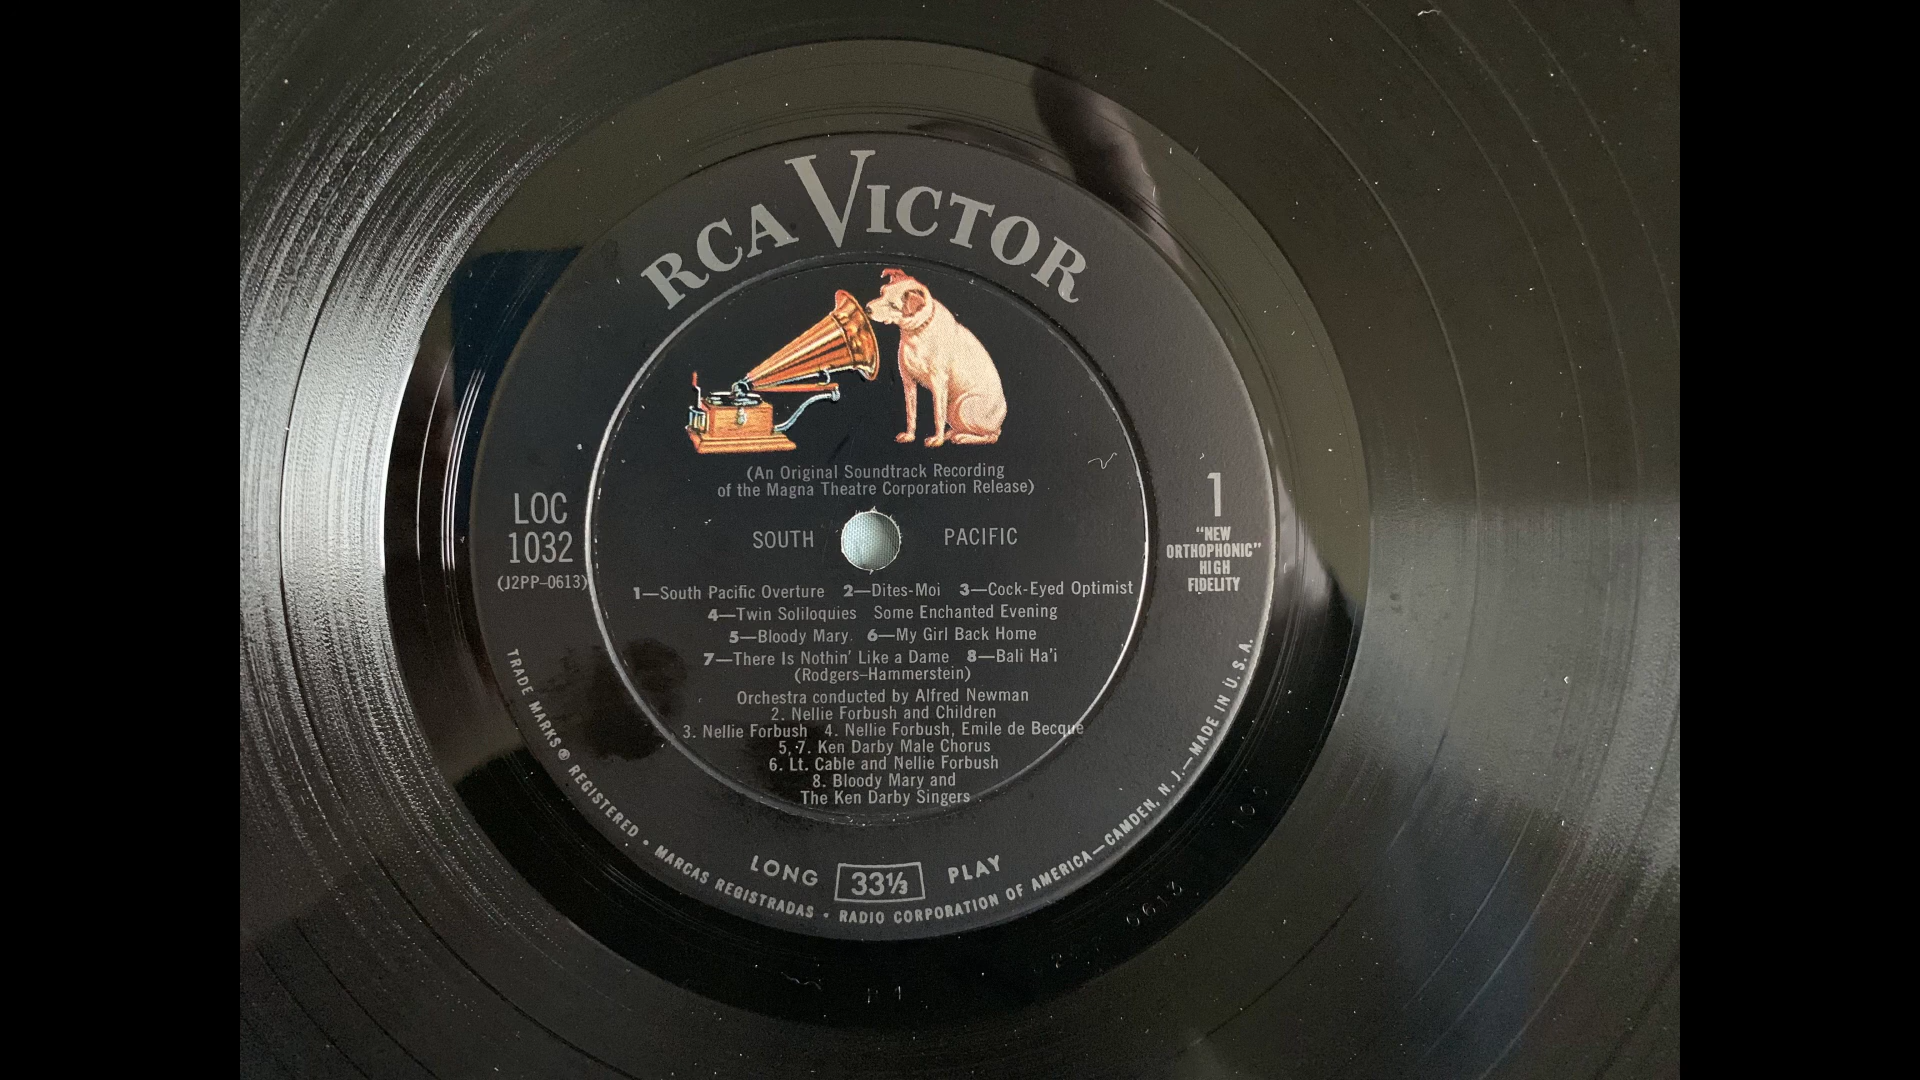 RCA VICTOR
(An Original Soundtrack Recording
of the Magna Theatre Corporation Release)
LOC
1032
(J2PP-0613)
SOUTH PACIFIC
1
"NEW
ORTHOPHONIC"
HIGH
FIDELITY
1—South Pacific Overture 2—Dites-Moi 3—Cock-Eyed Optimist
4—Twin Soliloquies Some Enchanted Evening
5—Bloody Mary 6—My Girl Back Home
7—There Is Nothin' Like a Dame 8—Bali Ha'i
(Rodgers-Hammerstein)
Orchestra conducted by Alfred Newman
2. Nellie Forbush and Children
3. Nellie Forbush 4. Nellie Forbush, Emile de Becque
5, 7. Ken Darby Male Chorus
6. Lt. Cable and Nellie Forbush
8. Bloody Mary and
The Ken Darby Singers
LONG 33⅓ PLAY
TRADE MARKS ® REGISTERED • MARCAS REGISTRADAS • RADIO CORPORATION OF AMERICA—CAMDEN, N. J.—MADE IN U. S. A.
0613